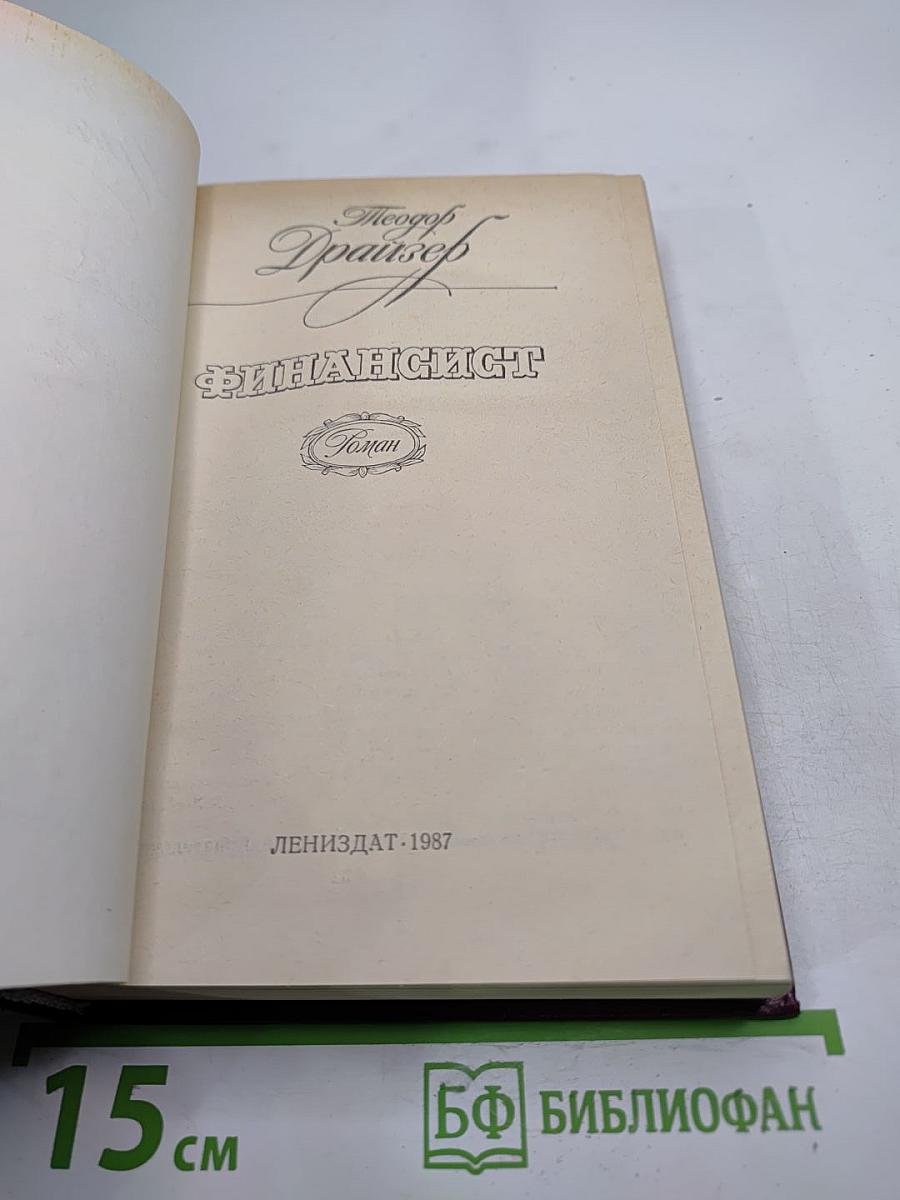 Теодор
Драйзер
ФИНАНСИСТ
Роман
ЛЕНИЗДАТ·1987
15 см
БФ БИБЛИОФАН